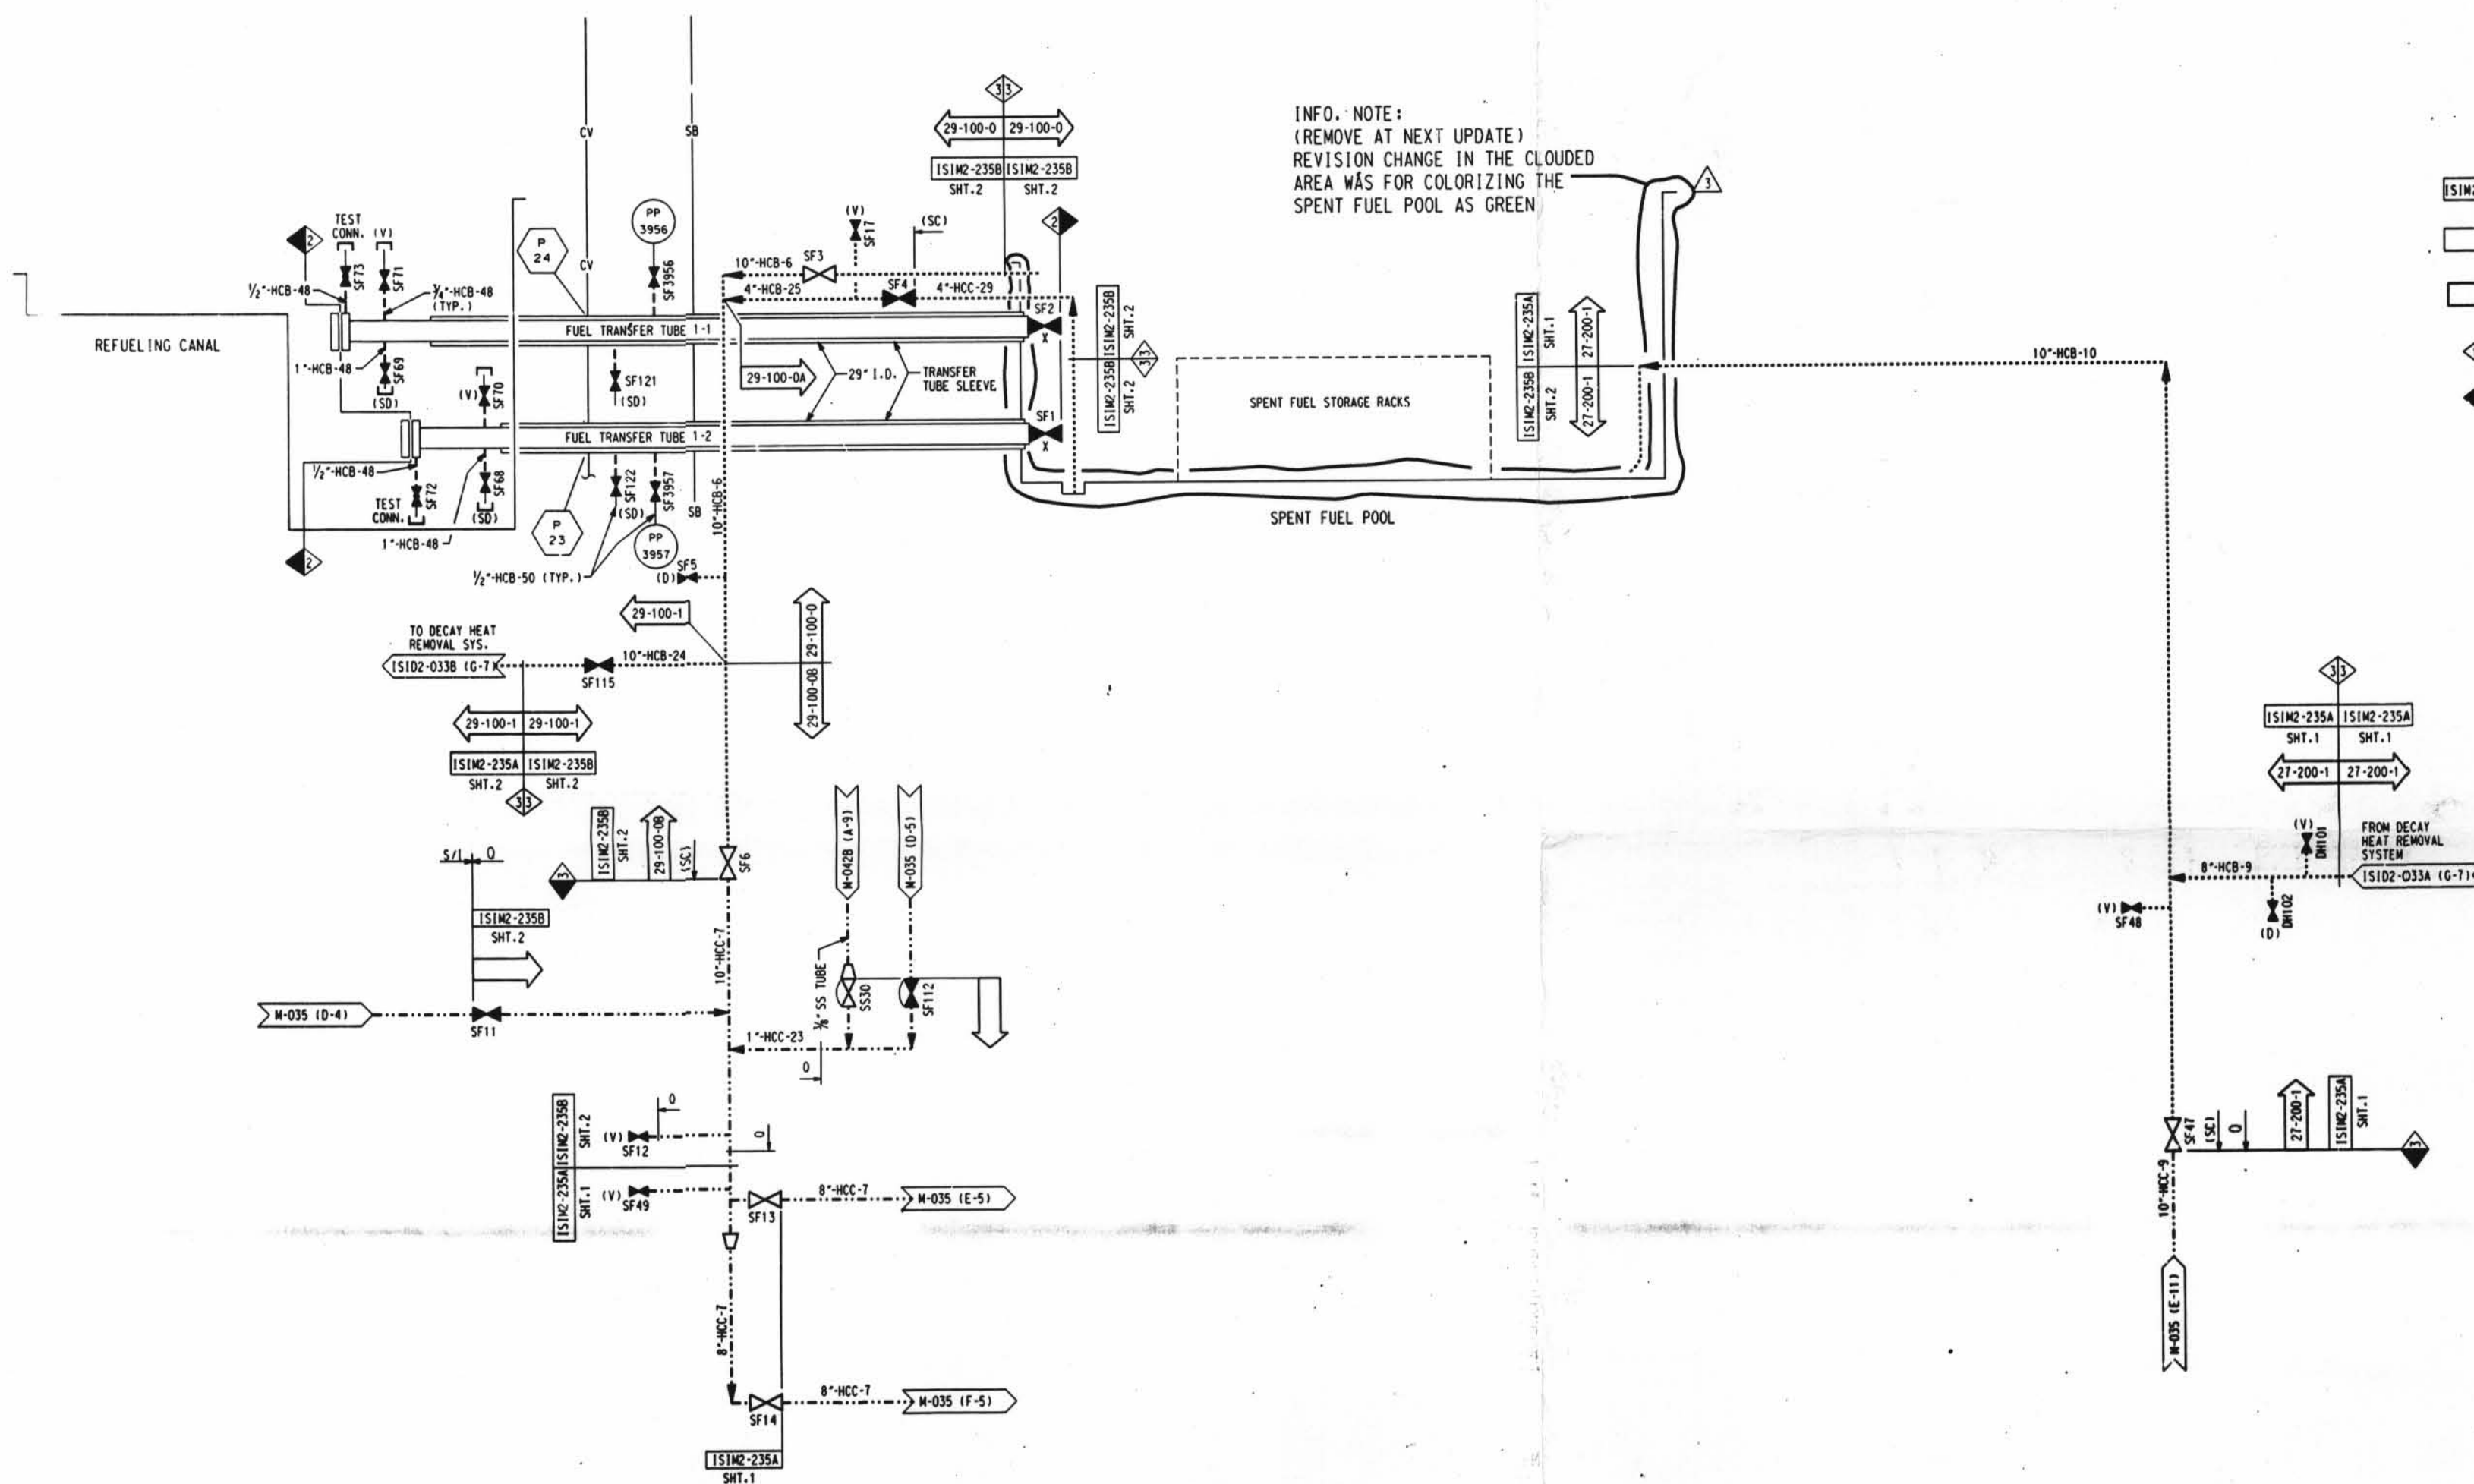 CV
SB
33
29-100-0 29-100-0
ISIM2-235B ISIM2-235B
SHT.2 SHT.2
INFO. NOTE:
(REMOVE AT NEXT UPDATE)
REVISION CHANGE IN THE CLOUDED
AREA WAS FOR COLORIZING THE
SPENT FUEL POOL AS GREEN
3
TEST
CONN. (V)
2
SF73
SF71
1/2"-HCB-48
3/4"-HCB-48
(TYP.)
P
24
CV
PP
3956
SF3956
10"-HCB-6
SF3
(V)
SF17
(SC)
2
4"-HCB-25
SF4
4"-HCC-29
SF2
X
FUEL TRANSFER TUBE 1-1
REFUELING CANAL
1"-HCB-48
SF69
(SD)
(V)
SF70
SF121
(SD)
29-100-0A
29" I.D.
TRANSFER
TUBE SLEEVE
ISIM2-235B ISIM2-235B
SHT.2 SHT.2
33
SPENT FUEL STORAGE RACKS
ISIM2-235B ISIM2-235A
SHT.2 SHT.1
27-200-1 27-200-1
10"-HCB-10
SF1
X
FUEL TRANSFER TUBE 1-2
1/2"-HCB-48
TEST
CONN.
SF72
SF68
(SD)
1"-HCB-48
2
P
23
SF122
(SD)
SF3957
PP
3957
SB
10"-HCB-6
1/2"-HCB-50 (TYP.)
SF5
(D)
SPENT FUEL POOL
29-100-1
29-100-0B 29-100-0
TO DECAY HEAT
REMOVAL SYS.
ISID2-033B (G-7)
SF115
10"-HCB-24
29-100-1 29-100-1
ISIM2-235A ISIM2-235B
SHT.2 SHT.2
33
33
ISIM2-235A ISIM2-235A
SHT.1 SHT.1
27-200-1 27-200-1
S/L O
ISIM2-235B
SHT.2
3
ISIM2-235B
SHT.2
29-100-0B
(SC)
SF6
M-042B (A-9)
M-035 (D-5)
(V)
DH101
FROM DECAY
HEAT REMOVAL
SYSTEM
8"-HCB-9
ISID2-033A (G-7)
(V)
SF48
(D)
DH102
10"-HCC-7
3/8" SS TUBE
SS30
SF112
M-035 (D-4)
SF11
1"-HCC-23
O
ISIM2-235A ISIM2-235B
SHT.1 SHT.2
O
(V)
SF12
O
(V)
SF49
SF13
8"-HCC-7
M-035 (E-5)
SF47
(SC)
O
27-200-1
ISIM2-235A
SHT.1
3
10"-HCC-9
M-035 (E-11)
8"-HCC-7
SF14
8"-HCC-7
M-035 (F-5)
ISIM2-235A
SHT.1